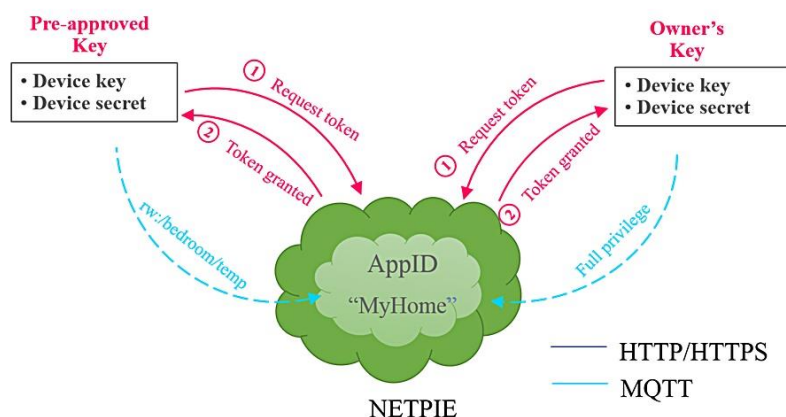 Pre-approved
Key
• Device key
• Device secret
Owner's
Key
• Device key
• Device secret
① Request token
② Token granted
① Request token
② Token granted
rw:/bedroom/temp
Full privilege
AppID
“MyHome”
NETPIE
HTTP/HTTPS
MQTT